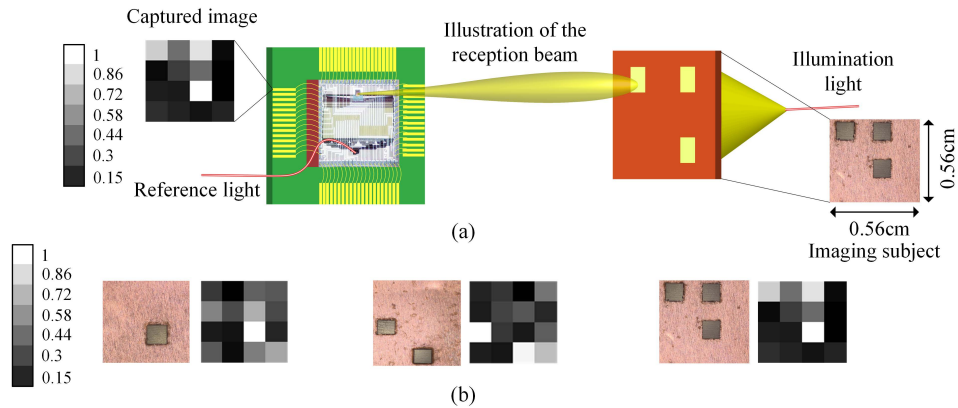 Captured image
1
0.86
0.72
0.58
0.44
0.3
0.15
Illustration of the
reception beam
Illumination
light
Reference light
0.56cm
0.56cm
Imaging subject
(a)
1
0.86
0.72
0.58
0.44
0.3
0.15
(b)